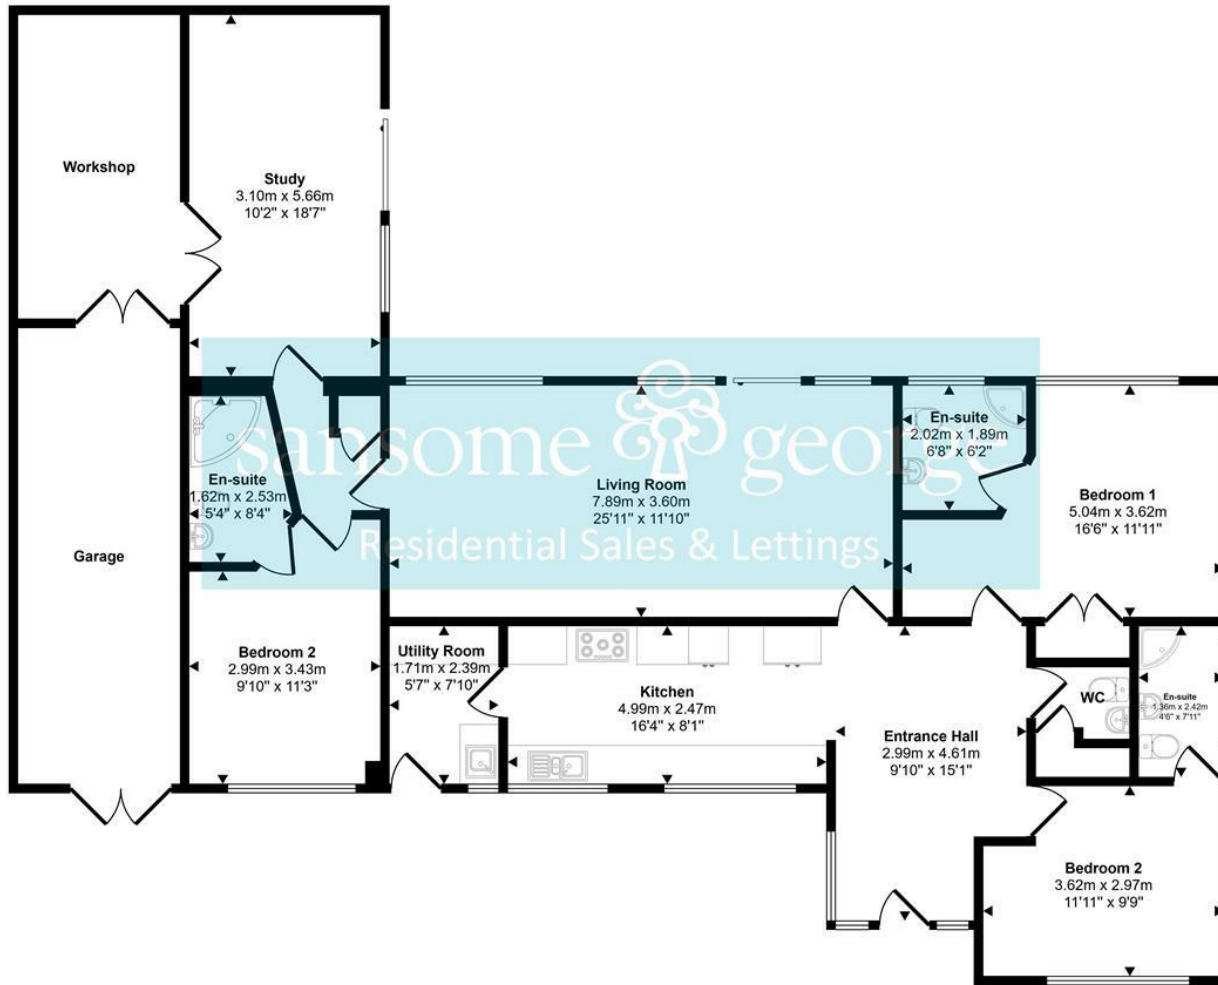 Workshop
Study
3.10m x 5.66m
10'2" x 18'7"
sansome george
Residential Sales & Lettings
En-suite
1.62m x 2.53m
5'4" x 8'4"
Living Room
7.89m x 3.60m
25'11" x 11'10"
En-suite
2.02m x 1.89m
6'8" x 6'2"
Bedroom 1
5.04m x 3.62m
16'6" x 11'11"
Garage
Bedroom 2
2.99m x 3.43m
9'10" x 11'3"
Utility Room
1.71m x 2.39m
5'7" x 7'10"
Kitchen
4.99m x 2.47m
16'4" x 8'1"
Entrance Hall
2.99m x 4.61m
9'10" x 15'1"
WC
En-suite
1.36m x 2.42m
4'6" x 7'11"
Bedroom 2
3.62m x 2.97m
11'11" x 9'9"